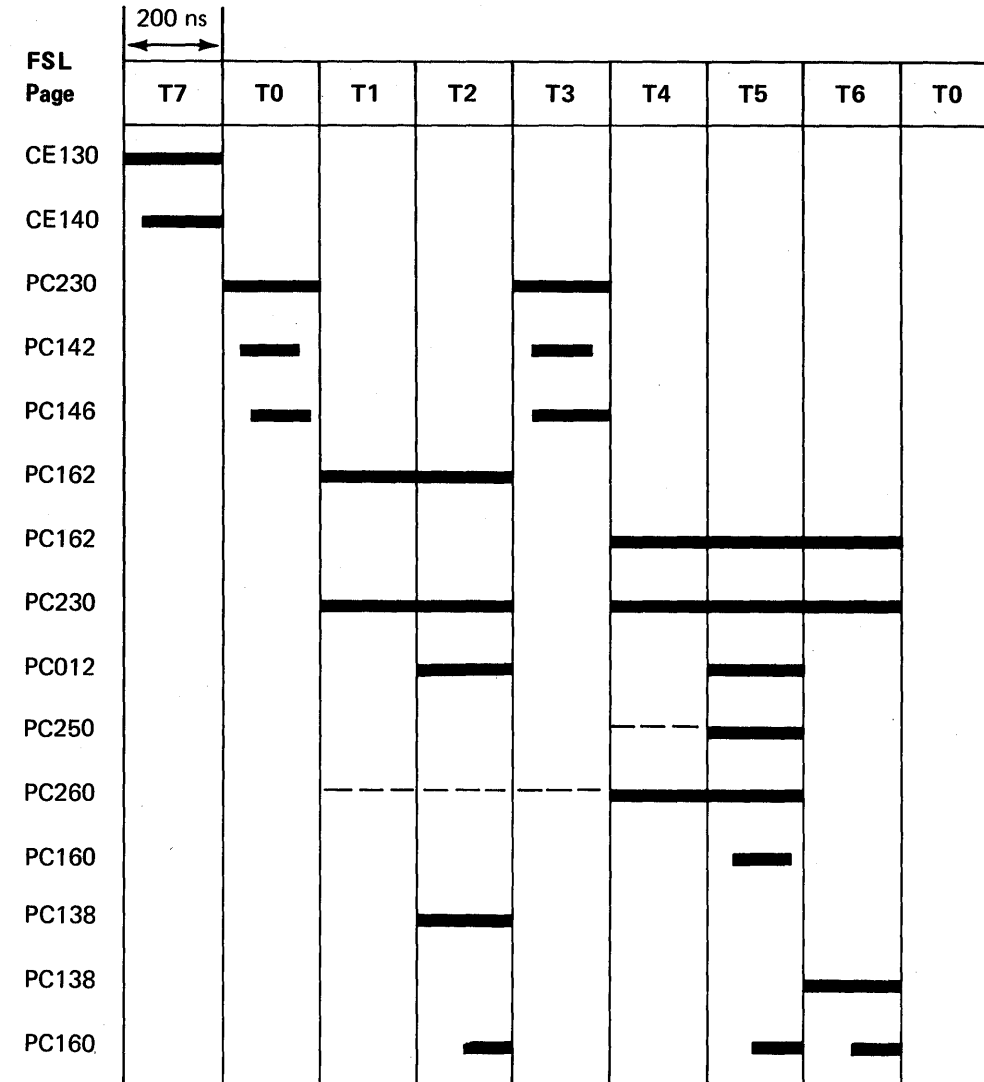 200 ns
FSL
Page T7 T0 T1 T2 T3 T4 T5 T6 T0
CE130
CE140
PC230
PC142
PC146
PC162
PC162
PC230
PC012
PC250
PC260
PC160
PC138
PC138
PC160